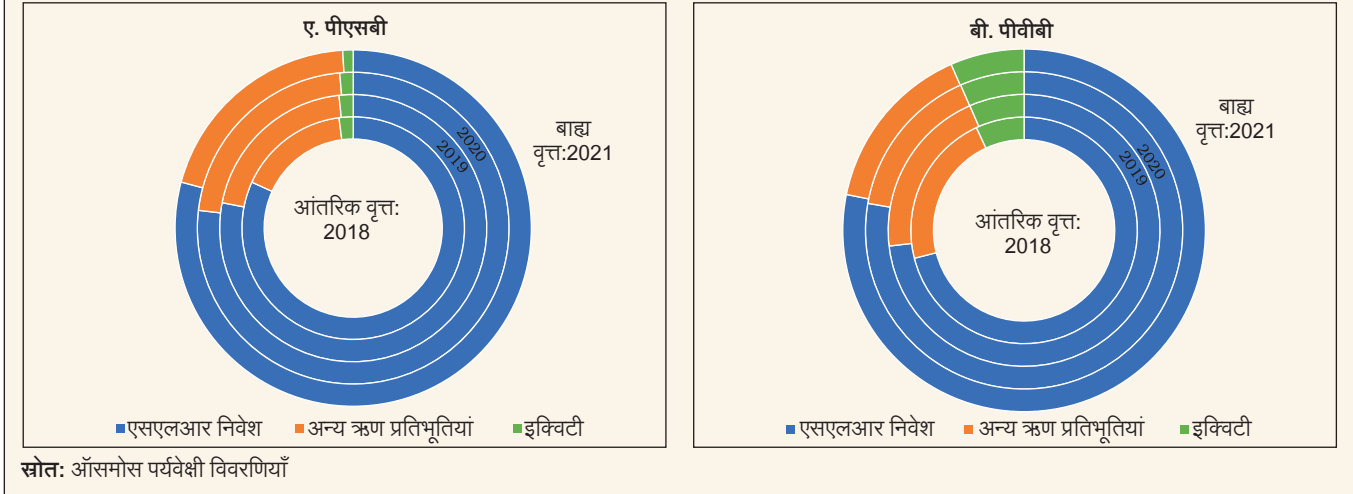 ए. पीएसबी
2020
2019
बाह्य
वृत्त:2021
आंतरिक वृत्त:
2018
एसएलआर निवेश अन्य ऋण प्रतिभूतियां इक्विटी
बी. पीवीबी
2020
2019
बाह्य
वृत्त:2021
आंतरिक वृत्त:
2018
एसएलआर निवेश अन्य ऋण प्रतिभूतियां इक्विटी
स्रोत: ऑसमोस पर्यवेक्षी विवरणियाँ